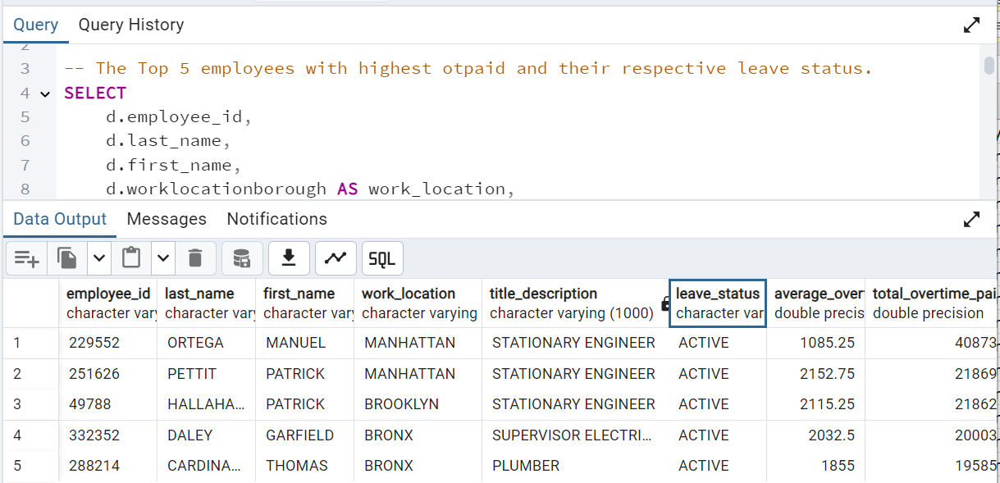 Query Query History
2
3 -- The Top 5 employees with highest otpaid and their respective leave status.
4 SELECT
5 d.employee_id,
6 d.last_name,
7 d.first_name,
8 d.worklocationborough AS work_location,
Data Output Messages Notifications
SQL
employee_id last_name first_name work_location title_description leave_status average_over total_overtime_pai
character vary character vary character vary character varying character varying (1000) character var double precis double precision
1 229552 ORTEGA MANUEL MANHATTAN STATIONARY ENGINEER ACTIVE 1085.25 40873
2 251626 PETTIT PATRICK MANHATTAN STATIONARY ENGINEER ACTIVE 2152.75 21869
3 49788 HALLAHA... PATRICK BROOKLYN STATIONARY ENGINEER ACTIVE 2115.25 21862
4 332352 DALEY GARFIELD BRONX SUPERVISOR ELECTRI... ACTIVE 2032.5 20003
5 288214 CARDINA... THOMAS BRONX PLUMBER ACTIVE 1855 19585